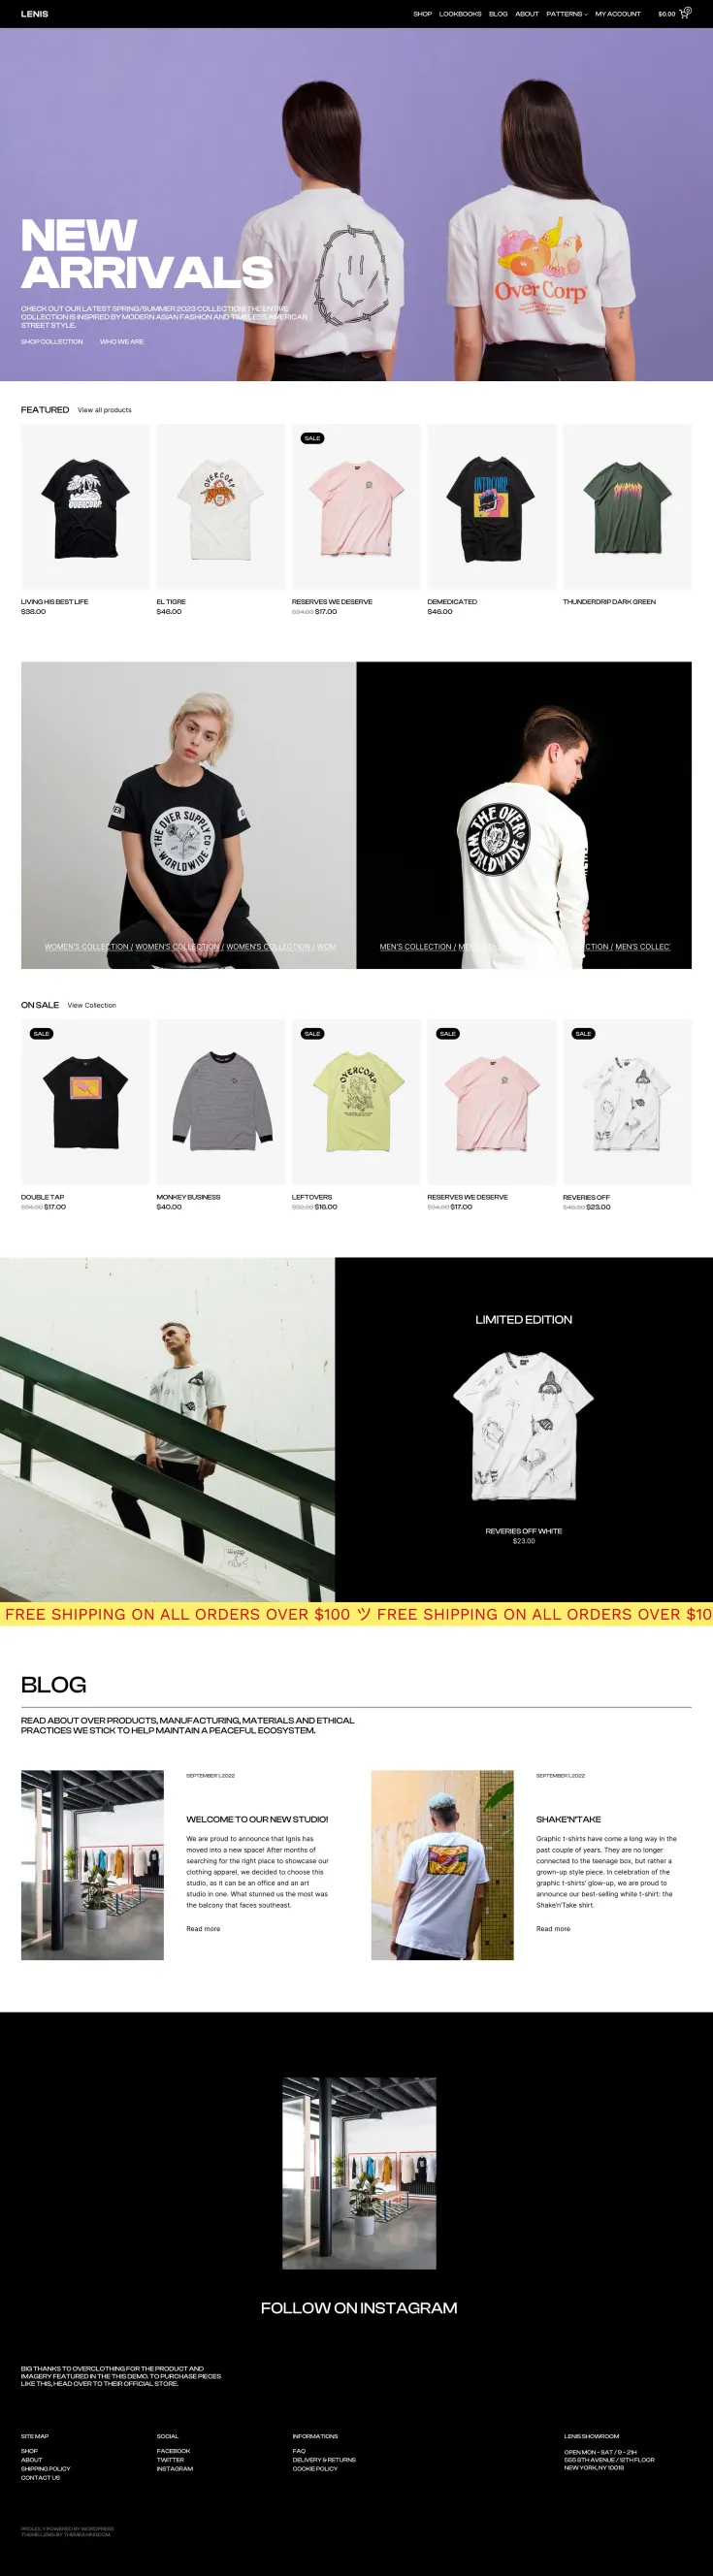 LENIS
SHOP LOOKBOOKS BLOG ABOUT PATTERNS MY ACCOUNT $0.00 0
NEW
ARRIVALS
CHECK OUT OUR LATEST SPRING/SUMMER 2023 COLLECTION! THE ENTIRE
COLLECTION IS INSPIRED BY MODERN ASIAN FASHION AND TIMELESS AMERICAN
STREET STYLE.
SHOP COLLECTION WHO WE ARE
Over Corp
FEATURED View all products
SALE
OVERCORP
OVERCORP
OVERCORP
LIVING HIS BEST LIFE
$38.00
EL TIGRE
$46.00
RESERVES WE DESERVE
$34.00 $17.00
DEMEDICATED
$46.00
THUNDERDRIP DARK GREEN
THE OVER SUPPLY CO
WORLDWIDE
THE OVER
WORLDWIDE
WOMEN'S COLLECTION / WOMEN'S COLLECTION / WOMEN'S COLLECTION / WOM
MEN'S COLLECTION / CTION / MEN'S COLLEC
ON SALE View Collection
SALE
SALE
SALE
SALE
OVERCORP
DOUBLE TAP
$34.00 $17.00
MONKEY BUSINESS
$40.00
LEFTOVERS
$32.00 $16.00
RESERVES WE DESERVE
$34.00 $17.00
REVERIES OFF
$46.00 $23.00
LIMITED EDITION
REVERIES OFF WHITE
$23.00
FREE SHIPPING ON ALL ORDERS OVER $100 ツ FREE SHIPPING ON ALL ORDERS OVER $10
BLOG
READ ABOUT OVER PRODUCTS, MANUFACTURING, MATERIALS AND ETHICAL
PRACTICES WE STICK TO HELP MAINTAIN A PEACEFUL ECOSYSTEM.
SEPTEMBER 1, 2022
WELCOME TO OUR NEW STUDIO!
We are proud to announce that Ignis has
moved into a new space! After months of
searching for the right place to showcase our
clothing apparel, we decided to choose this
studio, as it can be an office and an art
studio in one. What stunned us the most was
the balcony that faces southeast.
Read more
SEPTEMBER 1, 2022
SHAKE'N'TAKE
Graphic t-shirts have come a long way in the
past couple of years. They are no longer
connected to the teenage box, but rather a
grown-up style piece. In celebration of the
graphic t-shirts' glow-up, we are proud to
announce our best-selling white t-shirt: the
Shake'n'Take shirt.
Read more
FOLLOW ON INSTAGRAM
BIG THANKS TO OVERCLOTHING FOR THE PRODUCT AND
IMAGERY FEATURED IN THE THIS DEMO. TO PURCHASE PIECES
LIKE THIS, HEAD OVER TO THEIR OFFICIAL STORE.
SITE MAP
SHOP
ABOUT
SHIPPING POLICY
CONTACT US
SOCIAL
FACEBOOK
TWITTER
INSTAGRAM
INFORMATIONS
FAQ
DELIVERY & RETURNS
COOKIE POLICY
LENIS SHOWROOM
OPEN MON – SAT / 9 – 21H
555 8TH AVENUE / 12TH FLOOR
NEW YORK, NY 10018
PROUDLY POWERED BY WORDPRESS
THEME: LENIS BY THEMES KINGDOM.